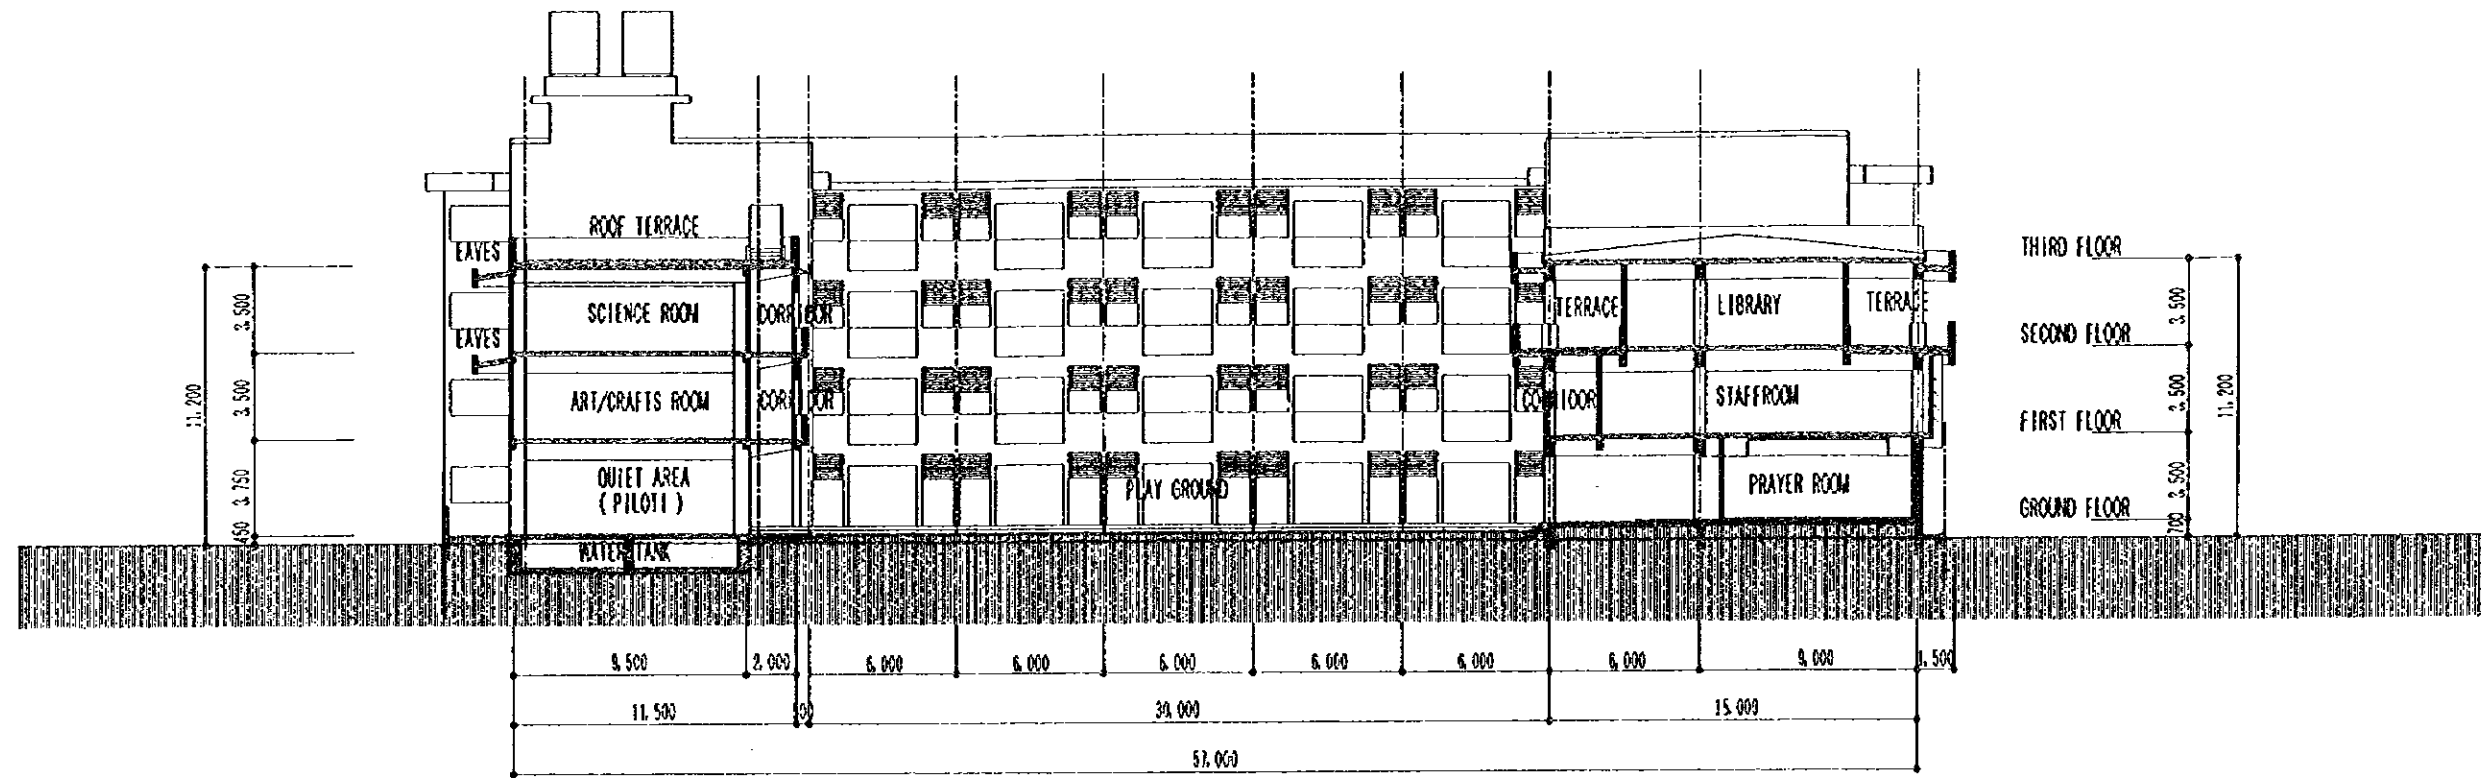 ROOF TERRACE
EAVES
SCIENCE ROOM
CORRIDOR
EAVES
ART/CRAFTS ROOM
CORRIDOR
QUIET AREA
( PILOTI )
WATER TANK
PLAY GROUND
TERRACE
LIBRARY
TERRACE
CORRIDOR
STAFFROOM
PRAYER ROOM
THIRD FLOOR
SECOND FLOOR
FIRST FLOOR
GROUND FLOOR
11,200
3,500
3,500
3,750
450
3,500
3,500
3,500
700
11,200
9,500
2,000
6,000
6,000
6,000
6,000
6,000
6,000
9,000
1,500
11,500
30,000
15,000
57,000